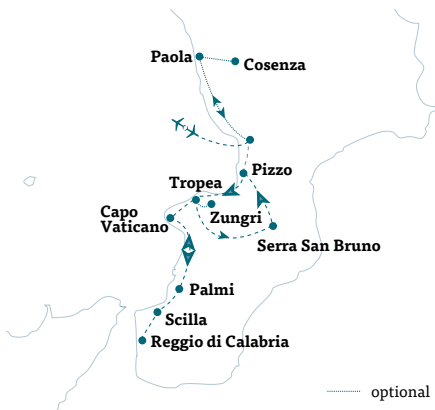 Paola
Cosenza
Pizzo
Tropea
Capo
Vaticano
Zungri
Serra San Bruno
Palmi
Scilla
Reggio di Calabria
optional